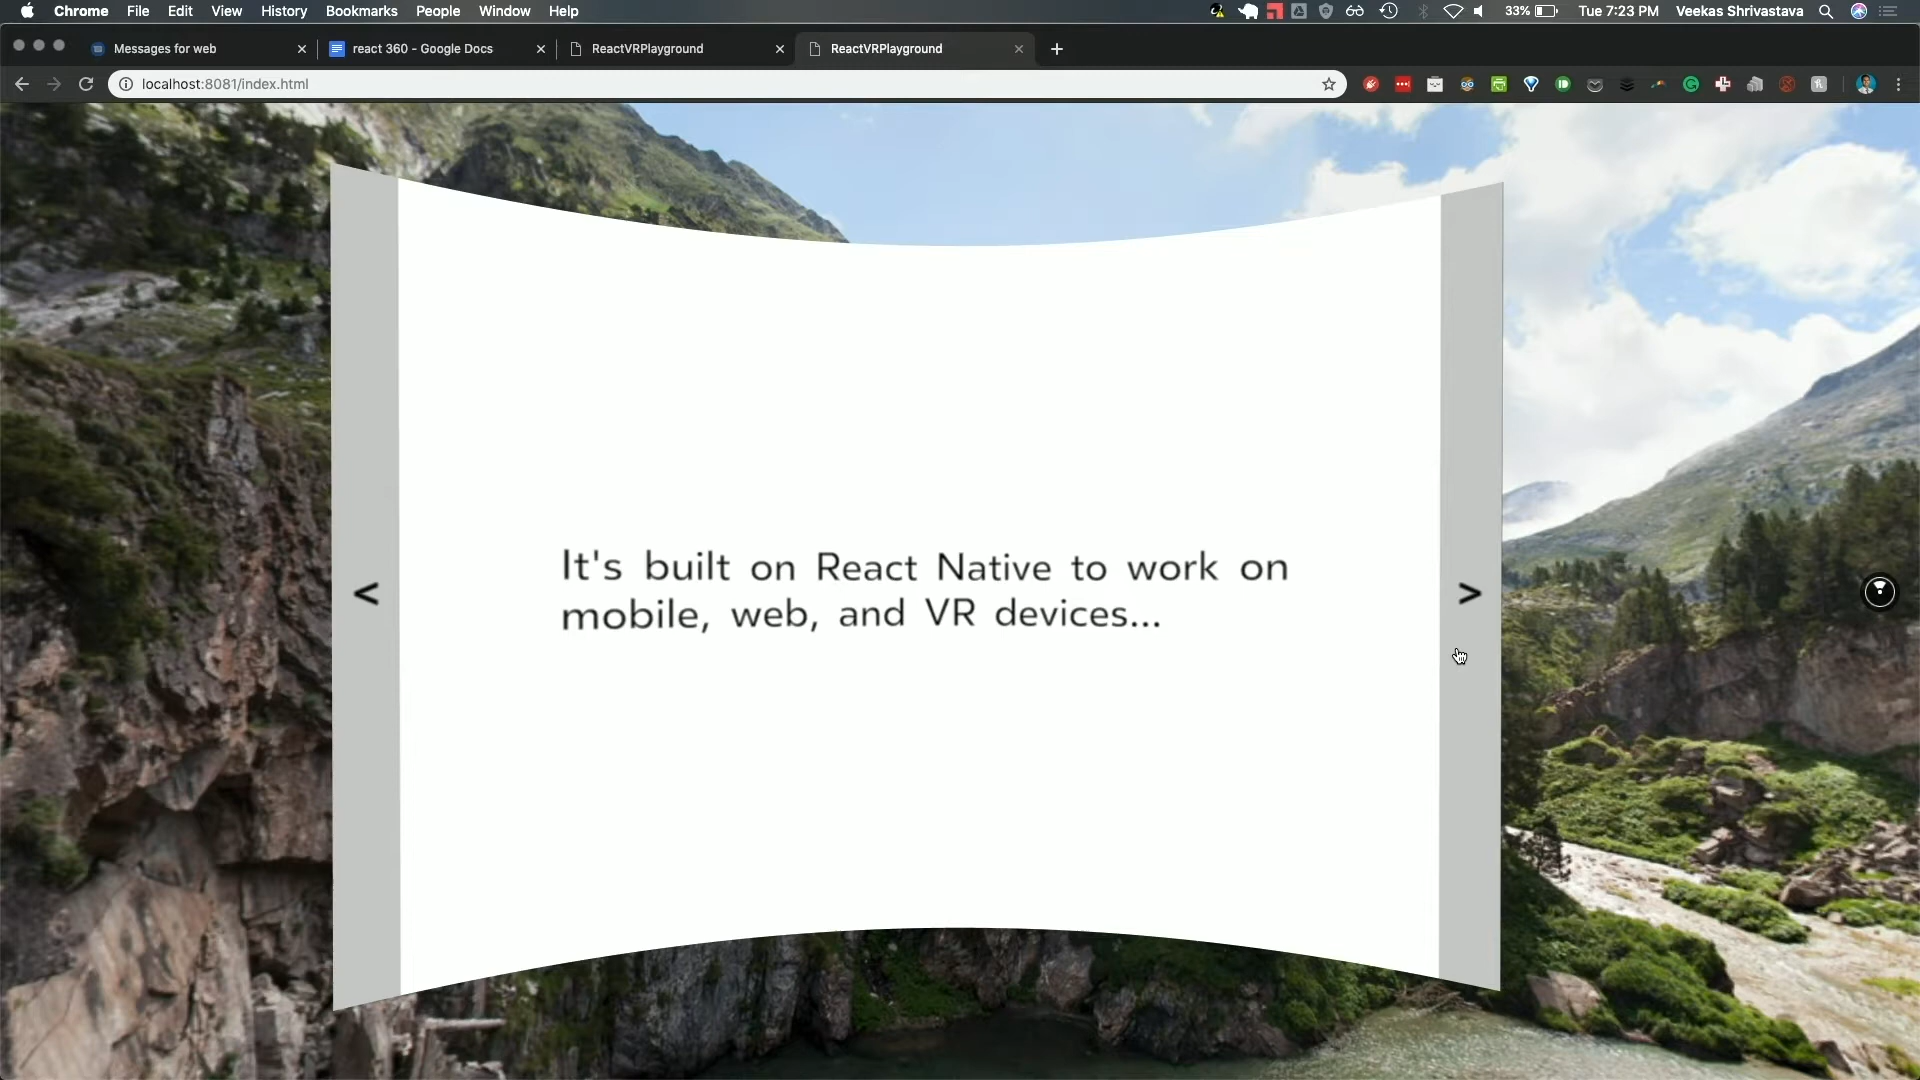 Chrome File Edit View History Bookmarks People Window Help 33% Tue 7:23 PM Veekas Shrivastava
Messages for web react 360 - Google Docs ReactVRPlayground ReactVRPlayground
localhost:8081/index.html
It's built on React Native to work on
mobile, web, and VR devices...
< >